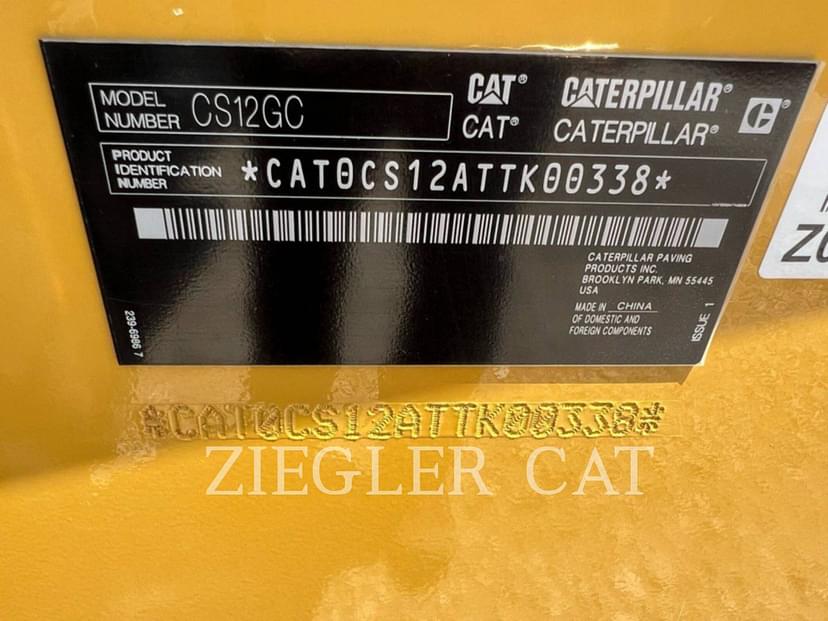 MODEL NUMBER CS12GC
CAT® CATERPILLAR®
CAT® CATERPILLAR®
PRODUCT IDENTIFICATION NUMBER *CAT0CS12ATTK00338*
CATERPILLAR PAVING
PRODUCTS INC.
BROOKLYN PARK, MN 55445
USA
MADE IN CHINA
OF DOMESTIC AND
FOREIGN COMPONENTS
ISSUE 1
239-6986 7
*CAT0CS12ATTK00338*
ZIEGLER CAT